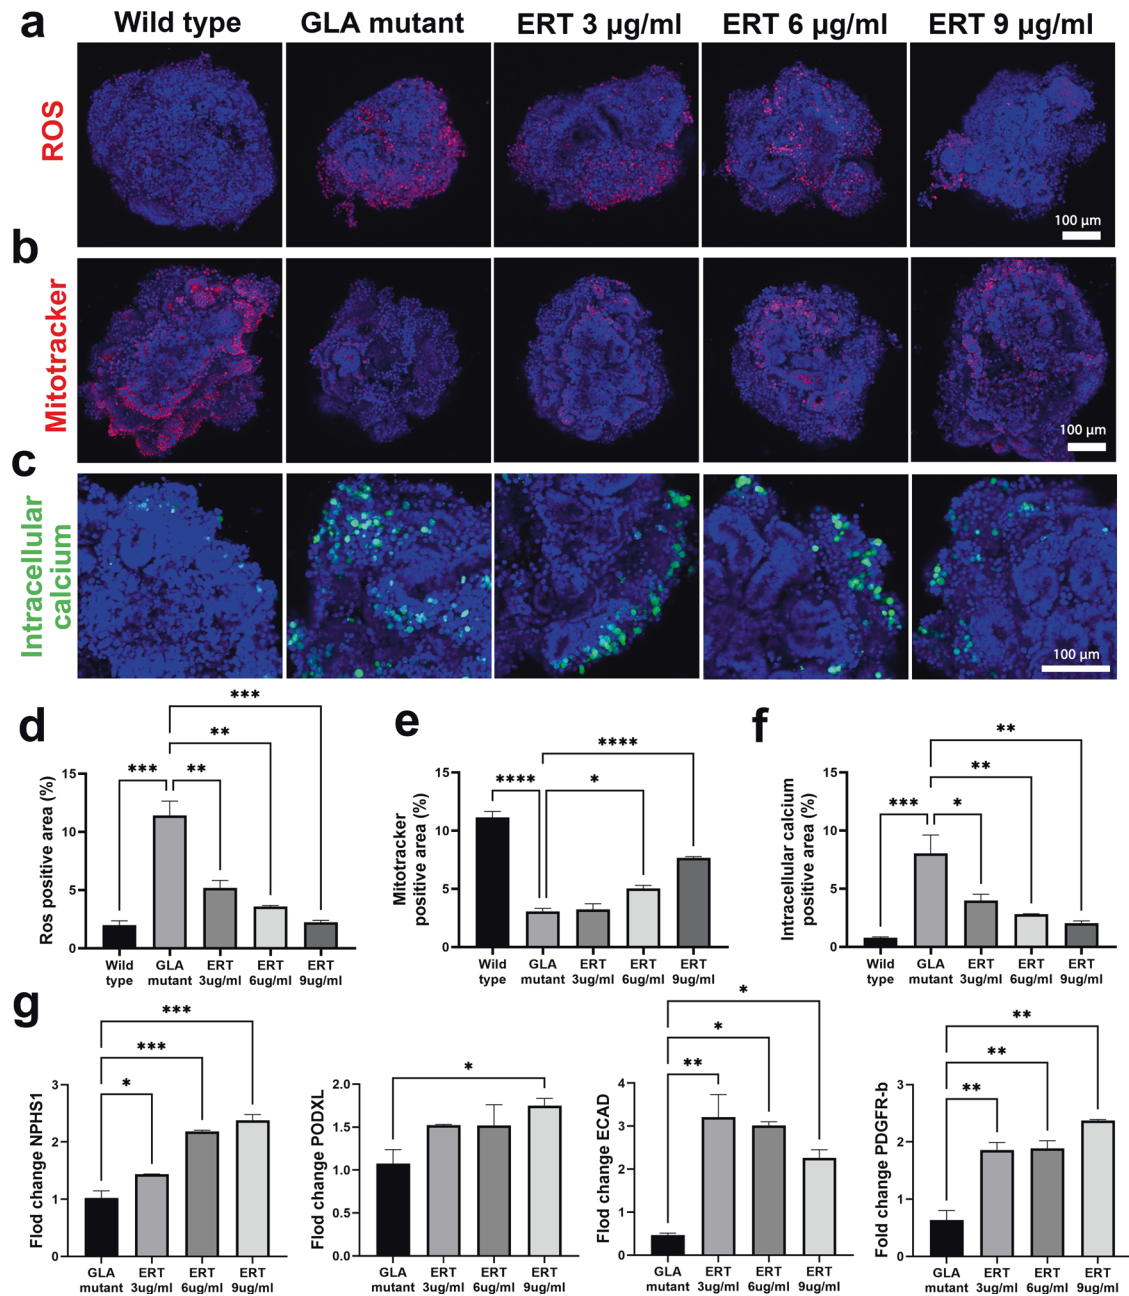 a
Wild type
GLA mutant
ERT 3 µg/ml
ERT 6 µg/ml
ERT 9 µg/ml
ROS
100 µm
b
Mitotracker
100 µm
c
Intracellular
calcium
100 µm
d
Ros positive area (%)
15
10
5
0
***
**
***
**
Wild
type
GLA
mutant
ERT
3ug/ml
ERT
6ug/ml
ERT
9ug/ml
e
Mitotracker
positive area (%)
15
10
5
0
****
****
*
Wild
type
GLA
mutant
ERT
3ug/ml
ERT
6ug/ml
ERT
9ug/ml
f
Intracellular calcium
positive area (%)
15
10
5
0
**
**
***
*
Wild
type
GLA
mutant
ERT
3ug/ml
ERT
6ug/ml
ERT
9ug/ml
g
Flod change NPHS1
3
2
1
0
***
***
*
GLA
mutant
ERT
3ug/ml
ERT
6ug/ml
ERT
9ug/ml
Flod change PODXL
2.0
1.5
1.0
0.5
0.0
*
GLA
mutant
ERT
3ug/ml
ERT
6ug/ml
ERT
9ug/ml
Flod change ECAD
4
3
2
1
0
*
*
**
GLA
mutant
ERT
3ug/ml
ERT
6ug/ml
ERT
9ug/ml
Fold change PDGFR-b
3
2
1
0
**
**
**
GLA
mutant
ERT
3ug/ml
ERT
6ug/ml
ERT
9ug/ml